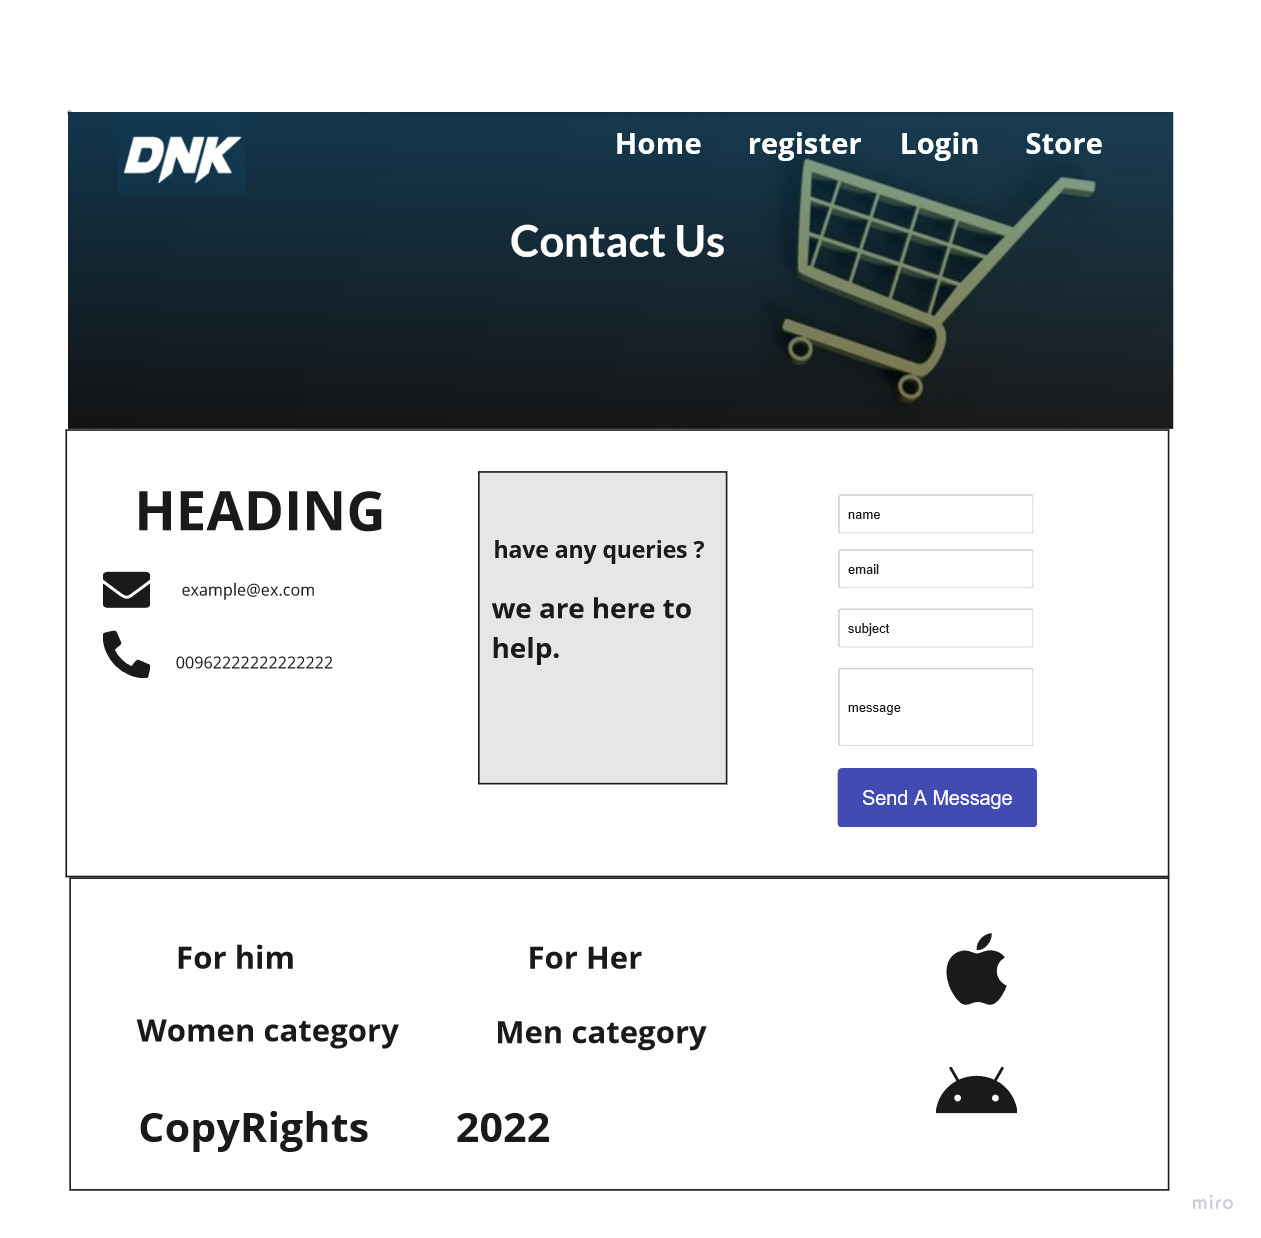 DNK
Home register Login Store
Contact Us
HEADING
example@ex.com
00962222222222222
have any queries ?
we are here to
help.
name
email
subject
message
Send A Message
For him
For Her
Women category
Men category
CopyRights
2022
miro